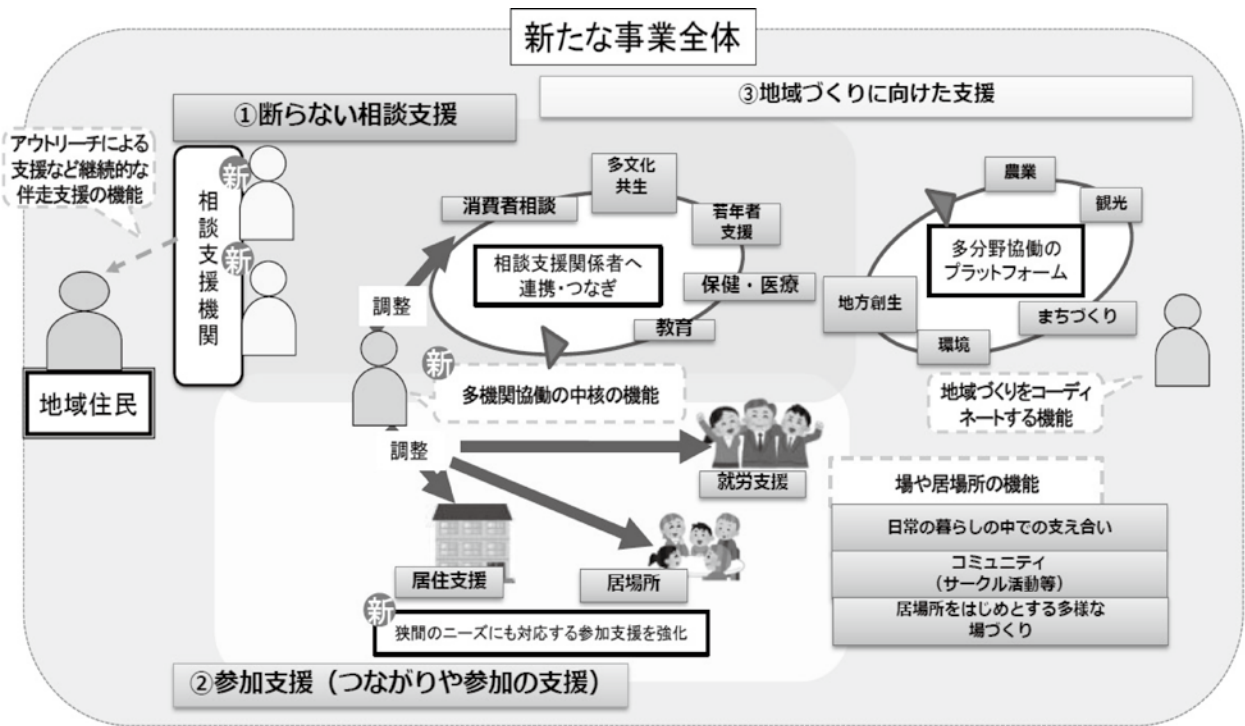 新たな事業全体
①断らない相談支援
③地域づくりに向けた支援
アウトリーチによる
支援など継続的な
伴走支援の機能
新
新
相談支援機関
地域住民
消費者相談
多文化
共生
若年者
支援
保健・医療
教育
相談支援関係者へ
連携・つなぎ
調整
新
多機関協働の中核の機能
農業
観光
まちづくり
環境
地方創生
多分野協働の
プラットフォーム
地域づくりをコーディ
ネートする機能
調整
就労支援
居住支援
居場所
新
狭間のニーズにも対応する参加支援を強化
②参加支援（つながりや参加の支援）
場や居場所の機能
日常の暮らしの中での支え合い
コミュニティ
（サークル活動等）
居場所をはじめとする多様な
場づくり